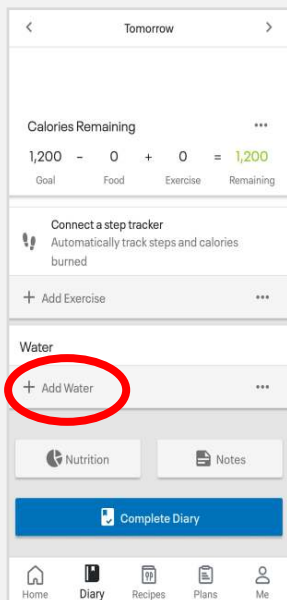 Tomorrow
Calories Remaining
1,200 - 0 + 0 = 1,200
Goal Food Exercise Remaining
Connect a step tracker
Automatically track steps and calories
burned
+ Add Exercise
Water
+ Add Water
Nutrition Notes
Complete Diary
Home Diary Recipes Plans Me